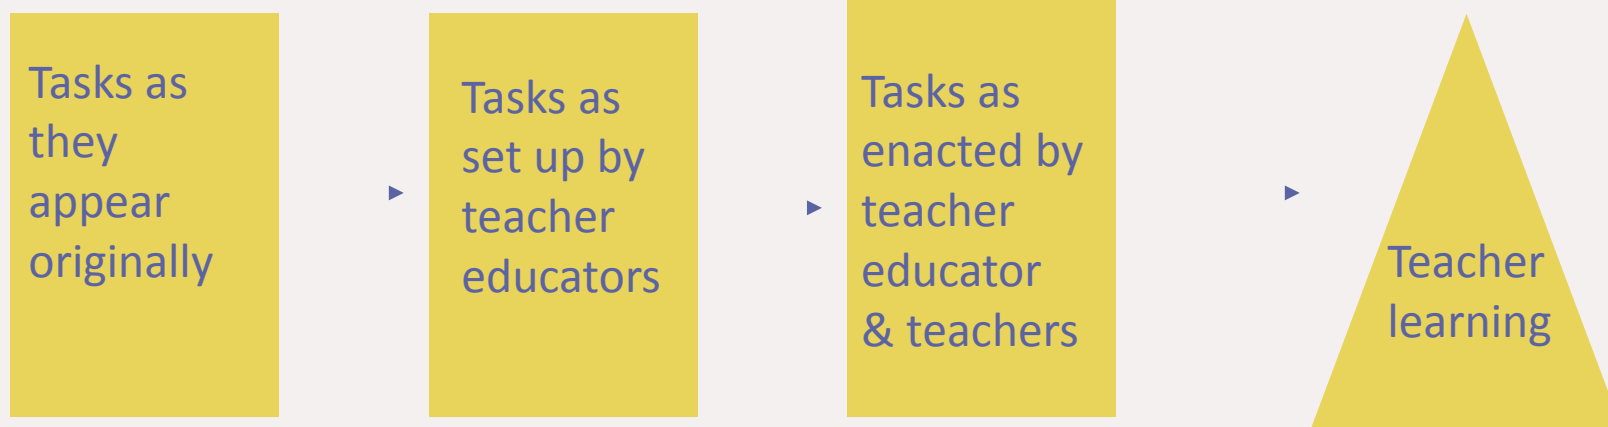 Tasks as
they
appear
originally
Tasks as
set up by
teacher
educators
Tasks as
enacted by
teacher
educator
& teachers
Teacher
learning